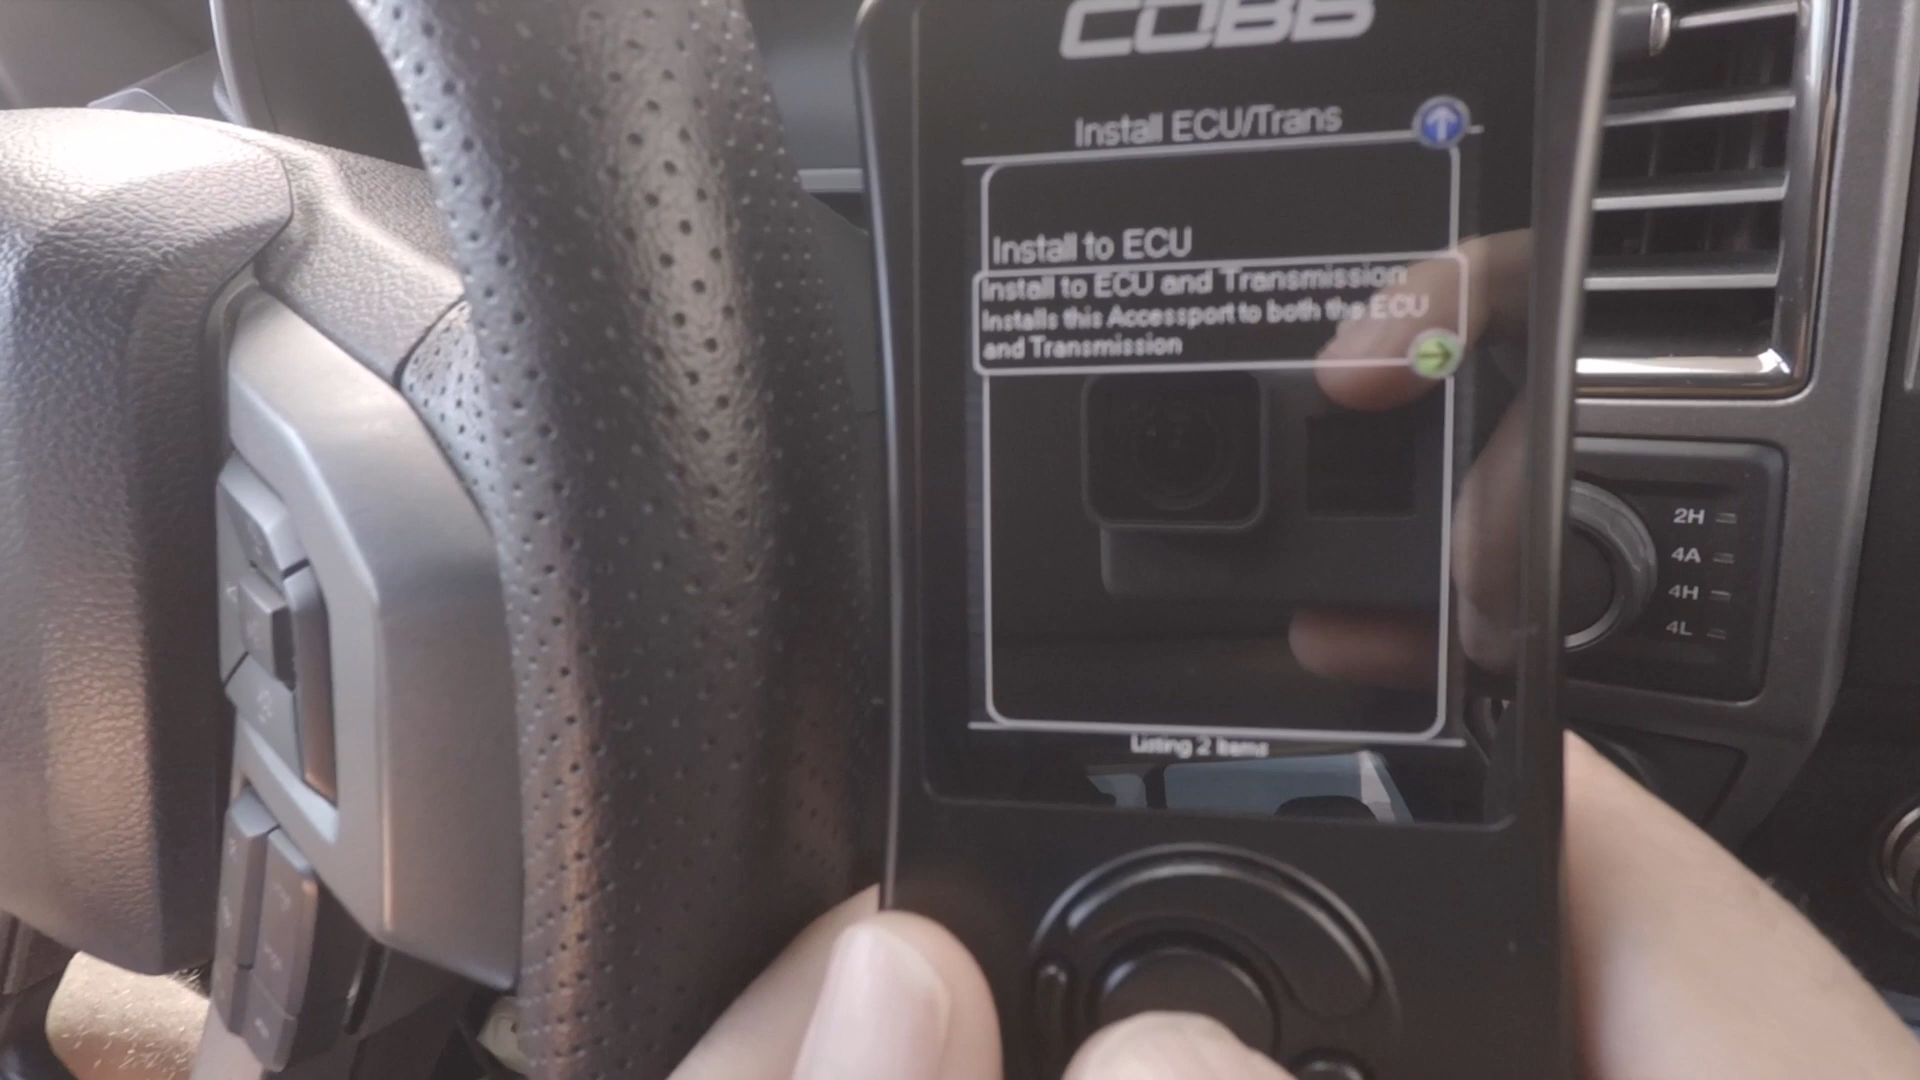 COBB
Install ECU/Trans
Install to ECU
Install to ECU and Transmission
Installs this Accessport to both the ECU
and Transmission
Listing 2 Items
2H
4A
4H
4L